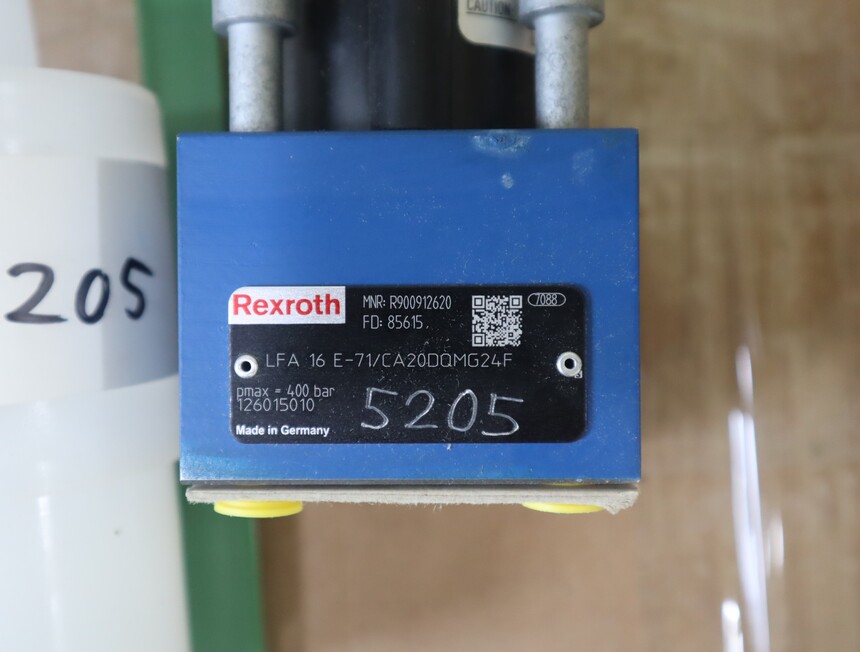 CAUTION
205
Rexroth
MNR: R900912620
7088
FD: 85615
LFA 16 E-71/CA20DQMG24F
pmax = 400 bar
126015010
5205
Made in Germany